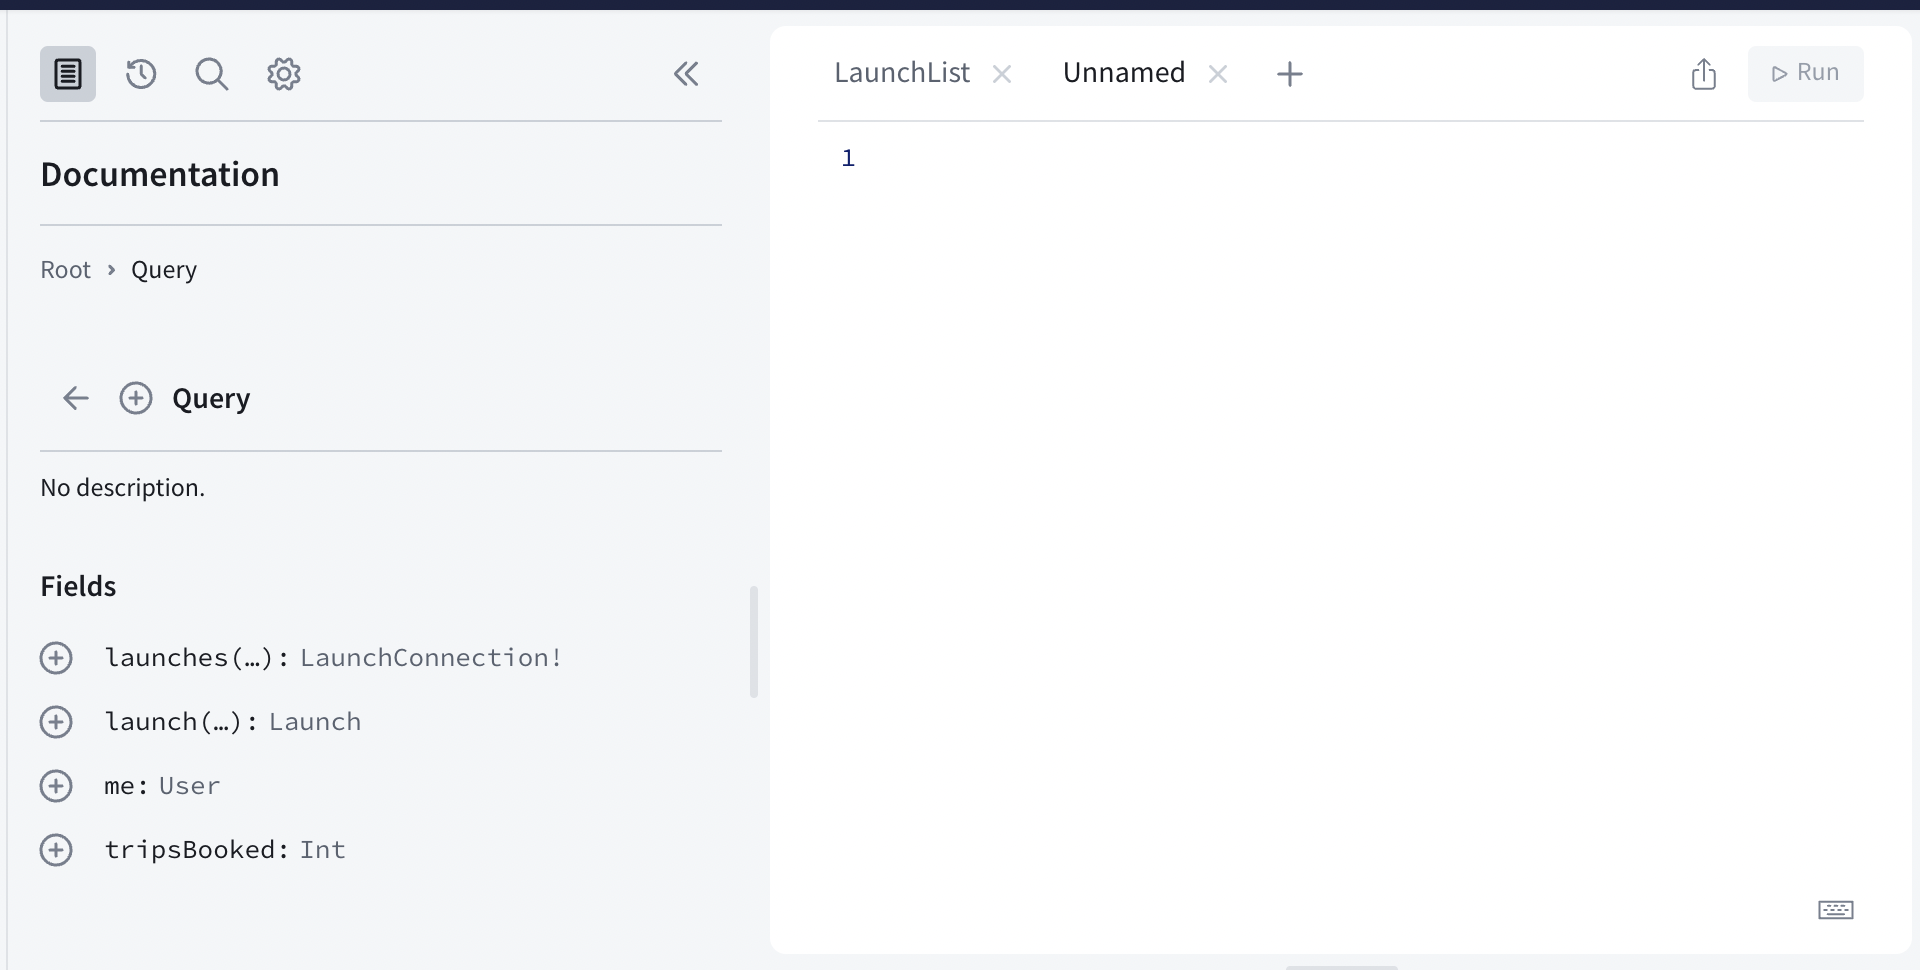 Documentation
Root › Query
Query
No description.
Fields
launches(…): LaunchConnection!
launch(…): Launch
me: User
tripsBooked: Int
LaunchList Unnamed Run
1